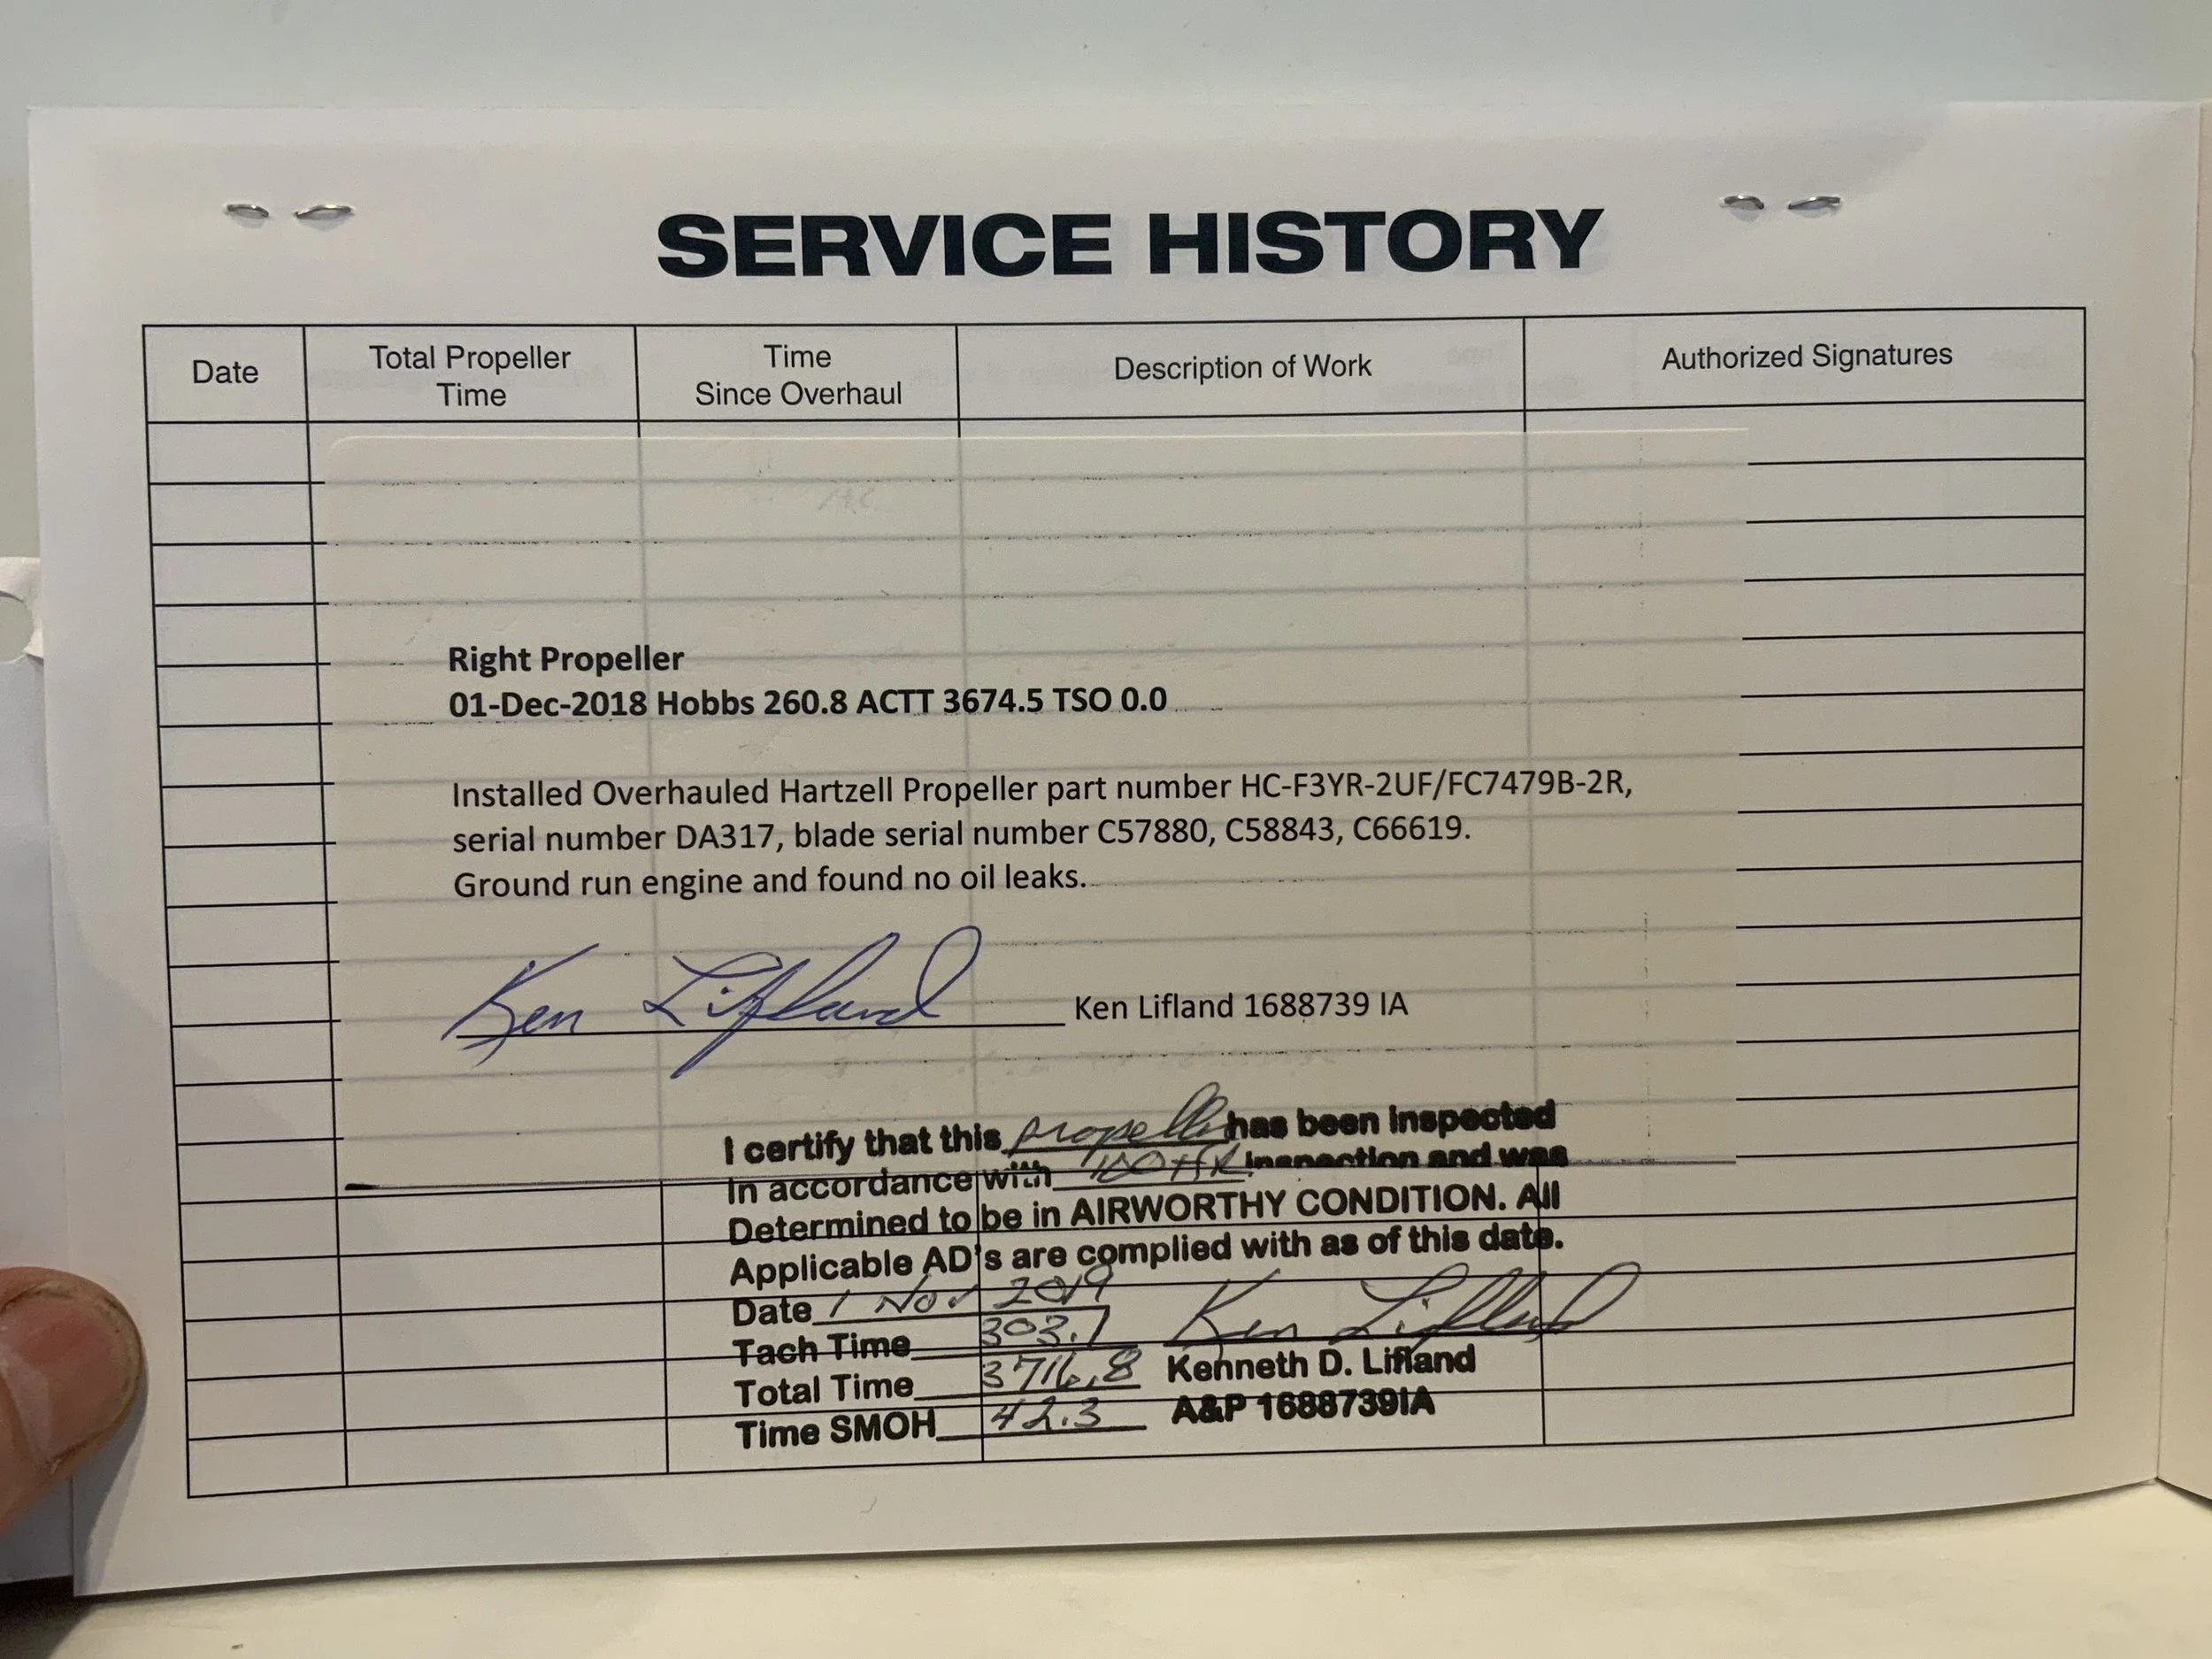 SERVICE HISTORY
Date
Total Propeller
Time
Time
Since Overhaul
Description of Work
Authorized Signatures
Right Propeller
01-Dec-2018 Hobbs 260.8 ACTT 3674.5 TSO 0.0
Installed Overhauled Hartzell Propeller part number HC-F3YR-2UF/FC7479B-2R,
serial number DA317, blade serial number C57880, C58843, C66619.
Ground run engine and found no oil leaks.
Ken Lifland Ken Lifland 1688739 IA
I certify that this propeller has been Inspected
In accordance with 100 HR Inspection and was
Determined to be in AIRWORTHY CONDITION. All
Applicable AD's are complied with as of this date.
Date 1 Nov 2019
Tach Time 303.1 Ken Lifland
Total Time 3716.8 Kenneth D. Lifland
Time SMOH 42.3 A&P 1688739IA